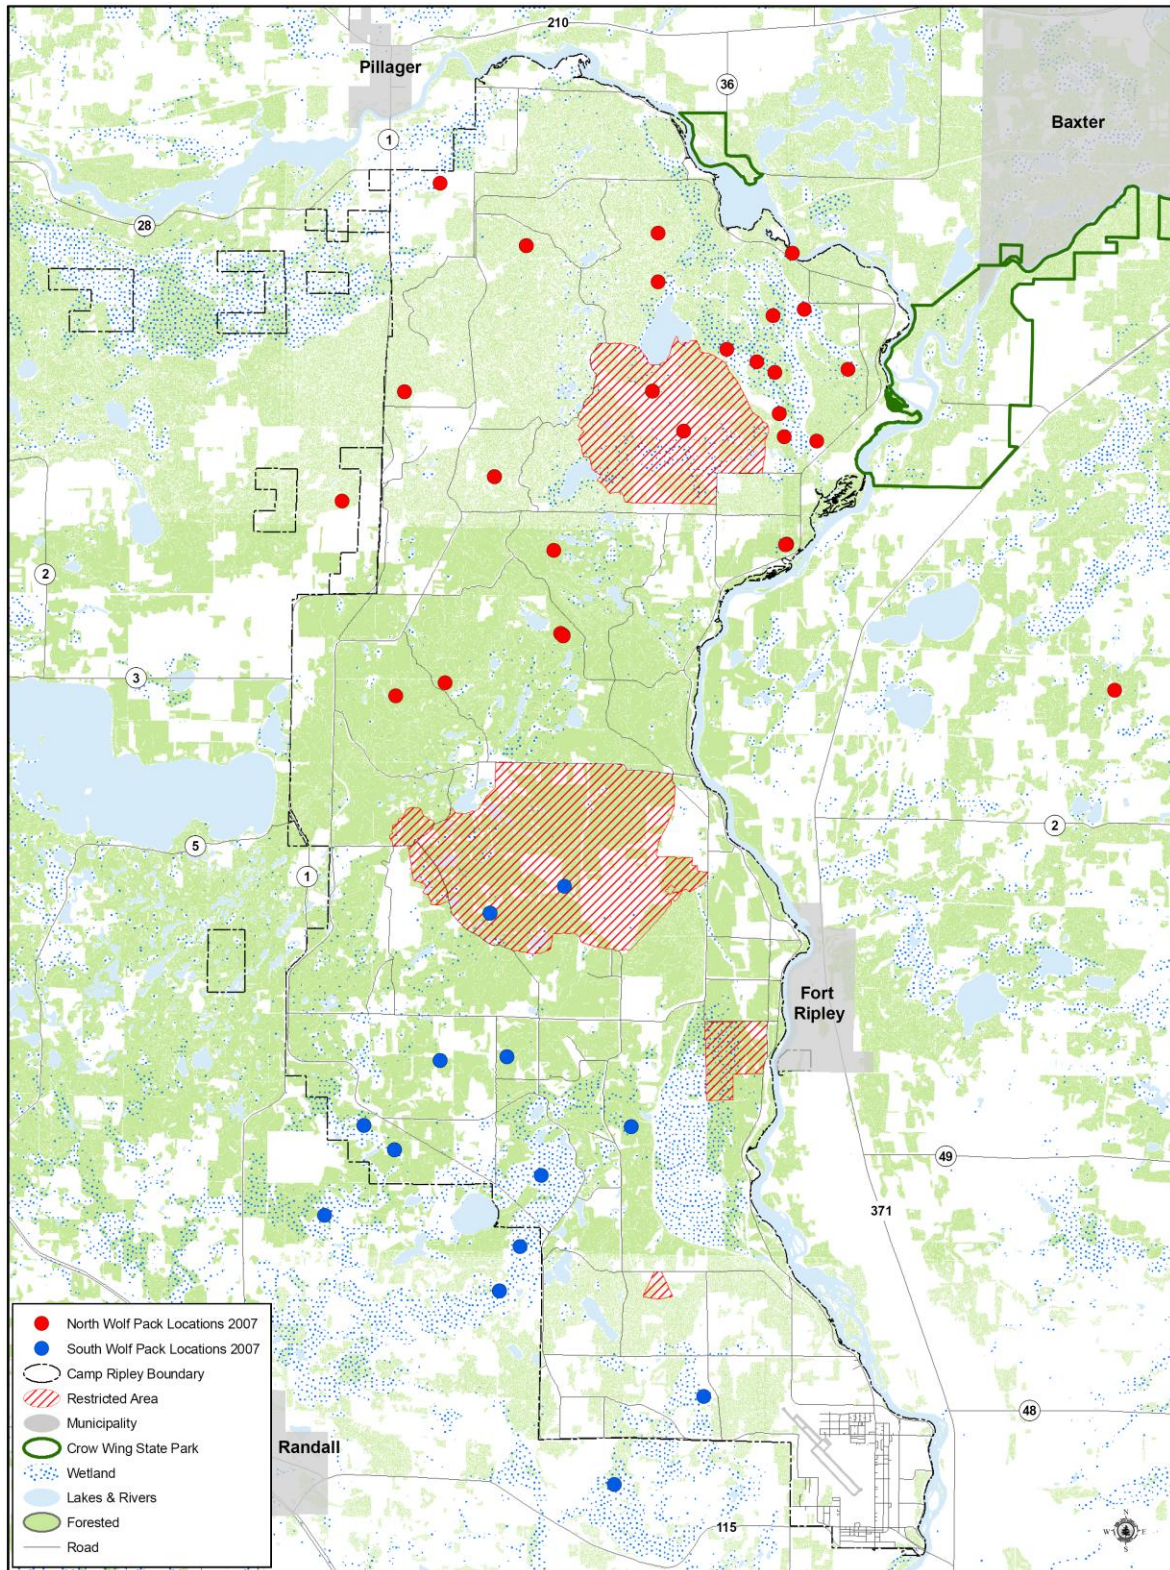 210
Pillager
36
Baxter
1
28
2
3
2
5
1
Fort
Ripley
49
371
North Wolf Pack Locations 2007
South Wolf Pack Locations 2007
Camp Ripley Boundary
Restricted Area
Municipality
Crow Wing State Park
Wetland
Lakes & Rivers
Forested
Road
48
Randall
115
N
W E
S